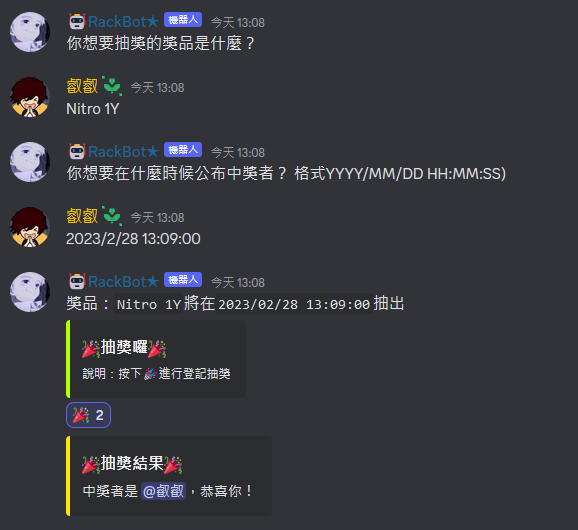 RackBot★ 機器人 今天 13:08
你想要抽獎的獎品是什麼？
叡叡 今天 13:08
Nitro 1Y
RackBot★ 機器人 今天 13:08
你想要在什麼時候公布中獎者？ 格式YYYY/MM/DD HH:MM:SS)
叡叡 今天 13:08
2023/2/28 13:09:00
RackBot★ 機器人 今天 13:08
獎品：Nitro 1Y將在2023/02/28 13:09:00抽出
🎉抽獎囉🎉
說明：按下🎉進行登記抽獎
🎉 2
🎉抽獎結果🎉
中獎者是 @叡叡，恭喜你！